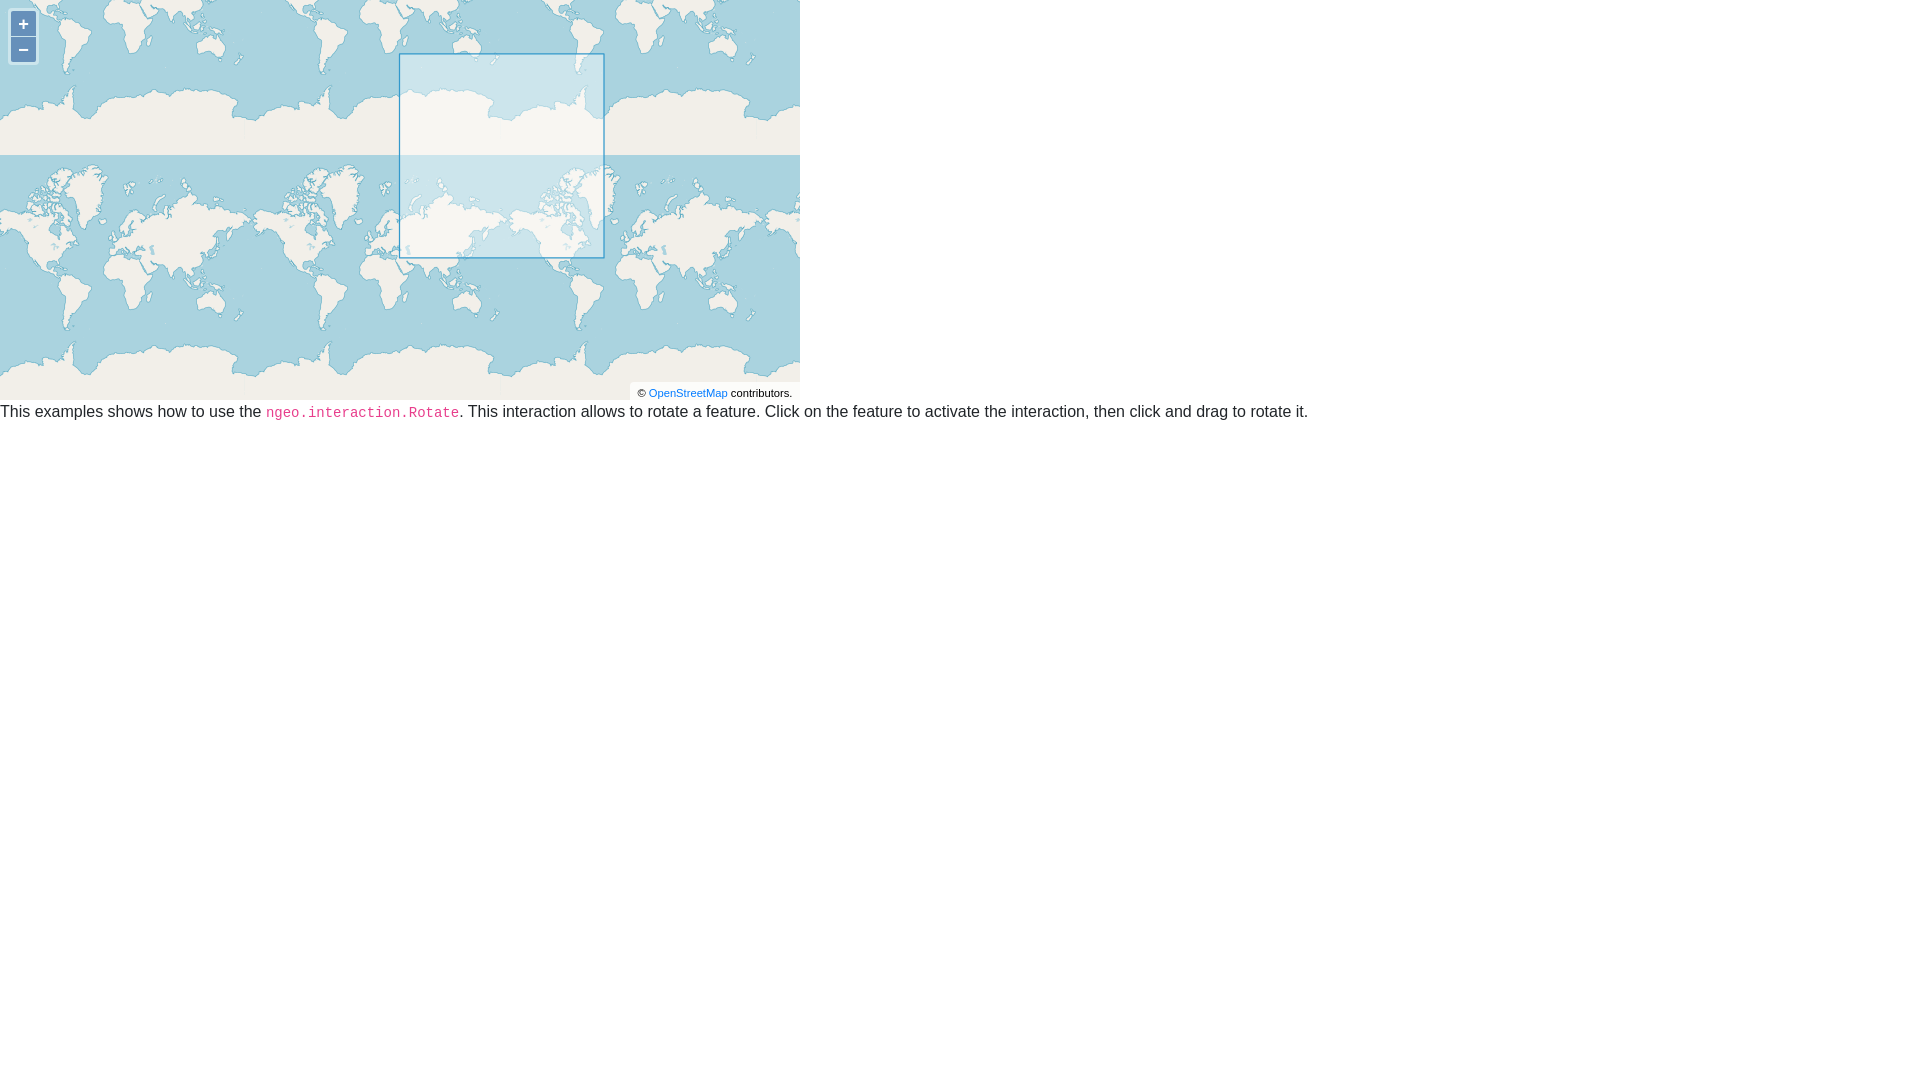 +
−
© OpenStreetMap contributors.
This examples shows how to use the ngeo.interaction.Rotate. This interaction allows to rotate a feature. Click on the feature to activate the interaction, then click and drag to rotate it.